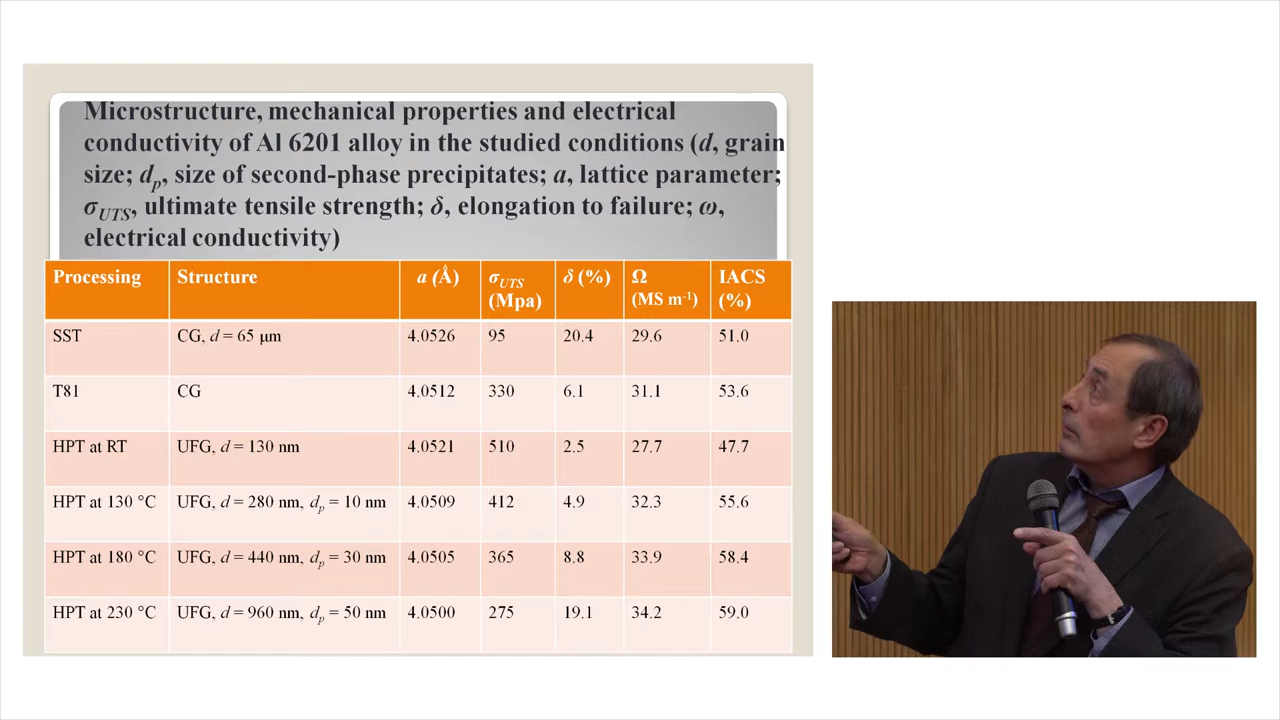 Microstructure, mechanical properties and electrical
conductivity of Al 6201 alloy in the studied conditions (d, grain
size; dp, size of second-phase precipitates; a, lattice parameter;
σUTS, ultimate tensile strength; δ, elongation to failure; ω,
electrical conductivity)
Processing Structure a (Å) σUTS (Mpa) δ (%) Ω (MS m-1) IACS (%)
SST CG, d = 65 μm 4.0526 95 20.4 29.6 51.0
T81 CG 4.0512 330 6.1 31.1 53.6
HPT at RT UFG, d = 130 nm 4.0521 510 2.5 27.7 47.7
HPT at 130 °C UFG, d = 280 nm, dp = 10 nm 4.0509 412 4.9 32.3 55.6
HPT at 180 °C UFG, d = 440 nm, dp = 30 nm 4.0505 365 8.8 33.9 58.4
HPT at 230 °C UFG, d = 960 nm, dp = 50 nm 4.0500 275 19.1 34.2 59.0